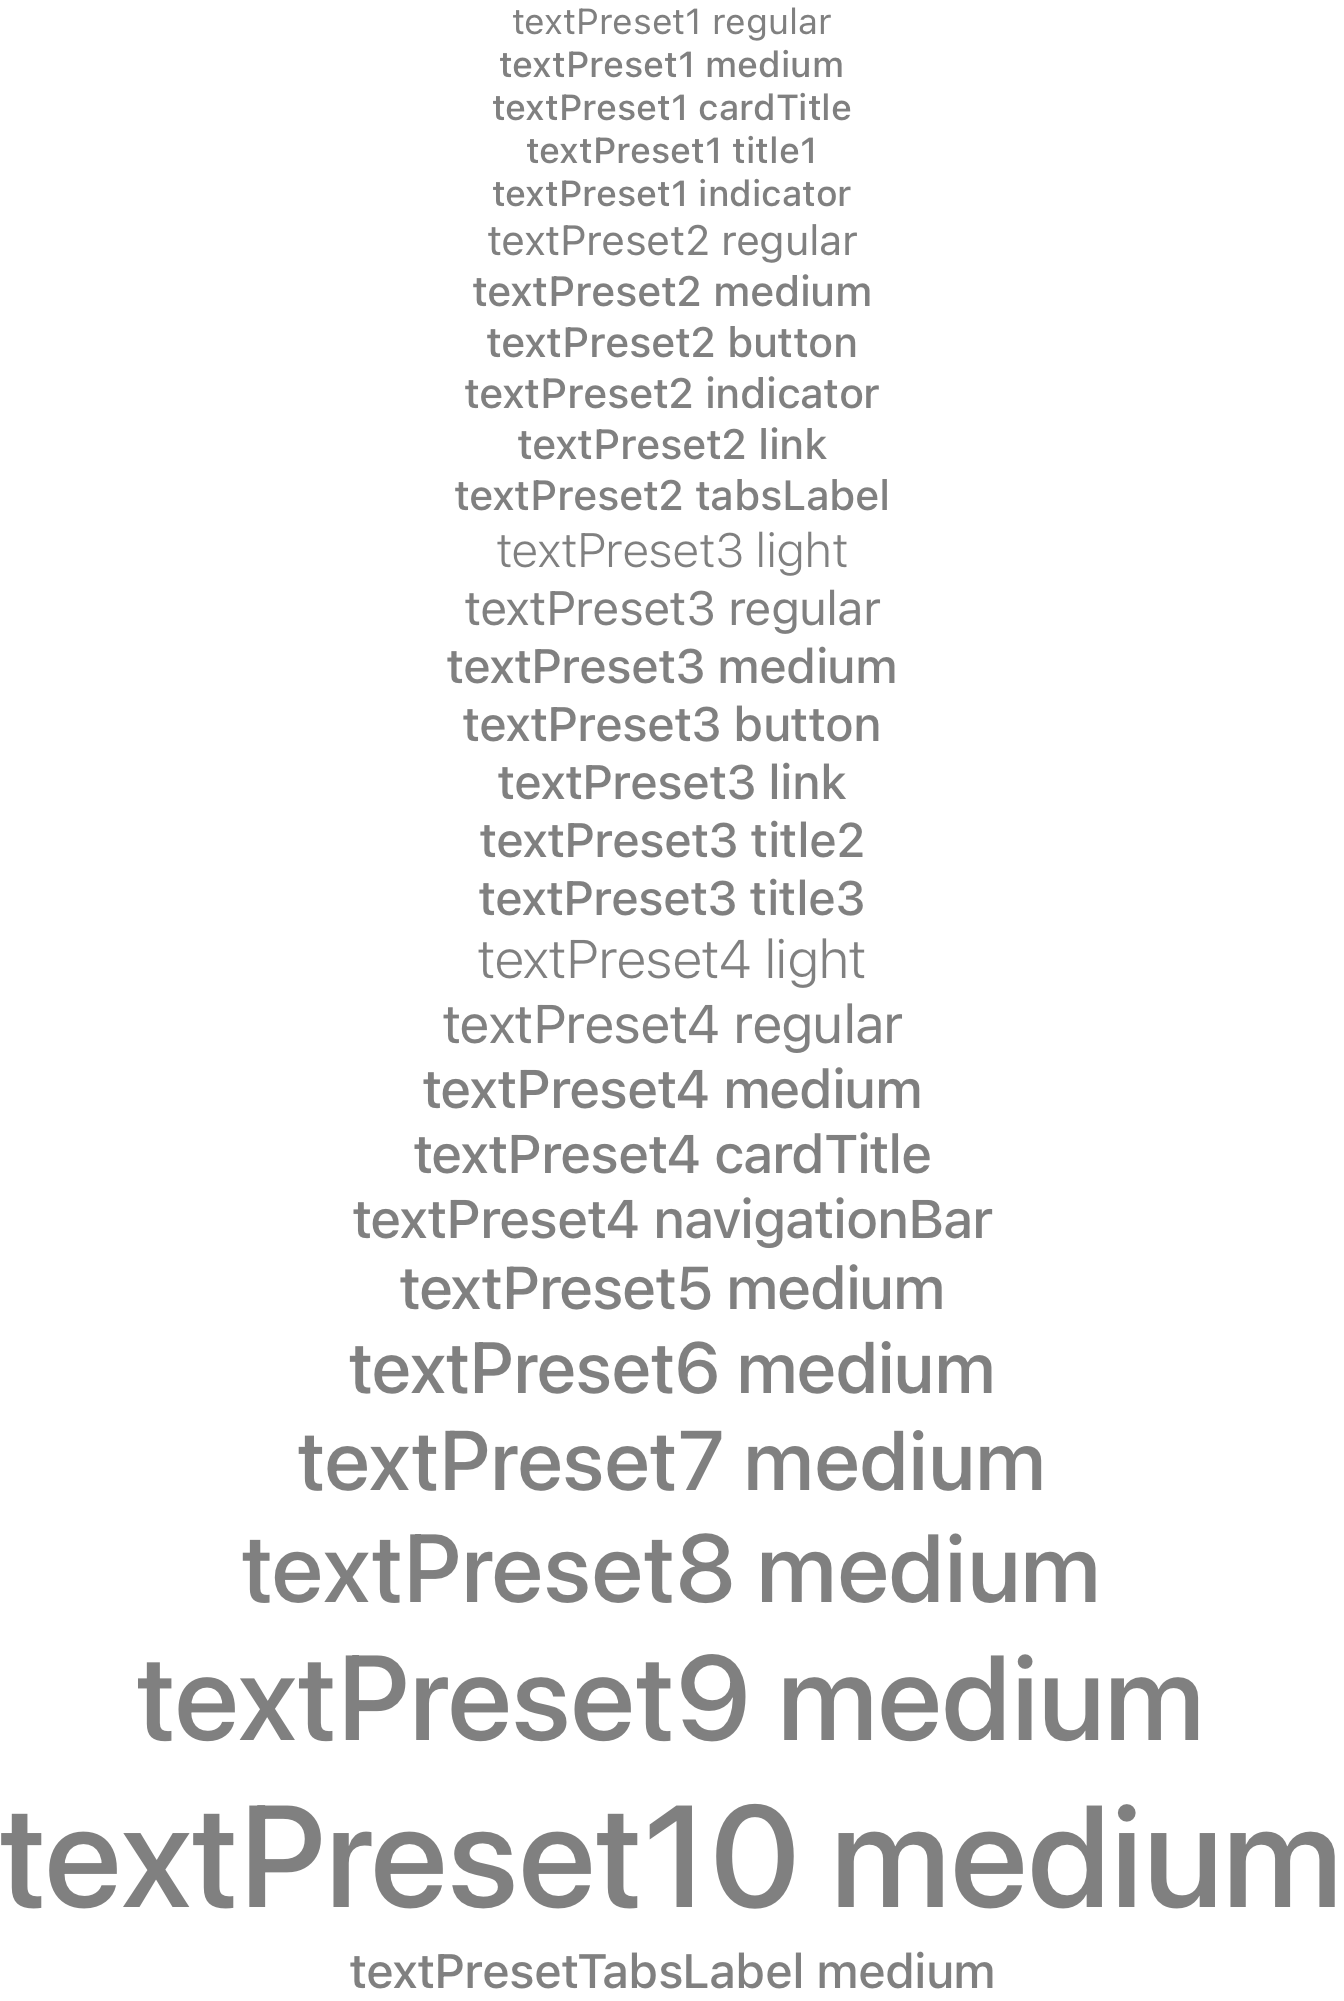 textPreset1 regular
textPreset1 medium
textPreset1 cardTitle
textPreset1 title1
textPreset1 indicator
textPreset2 regular
textPreset2 medium
textPreset2 button
textPreset2 indicator
textPreset2 link
textPreset2 tabsLabel
textPreset3 light
textPreset3 regular
textPreset3 medium
textPreset3 button
textPreset3 link
textPreset3 title2
textPreset3 title3
textPreset4 light
textPreset4 regular
textPreset4 medium
textPreset4 cardTitle
textPreset4 navigationBar
textPreset5 medium
textPreset6 medium
textPreset7 medium
textPreset8 medium
textPreset9 medium
textPreset10 medium
textPresetTabsLabel medium